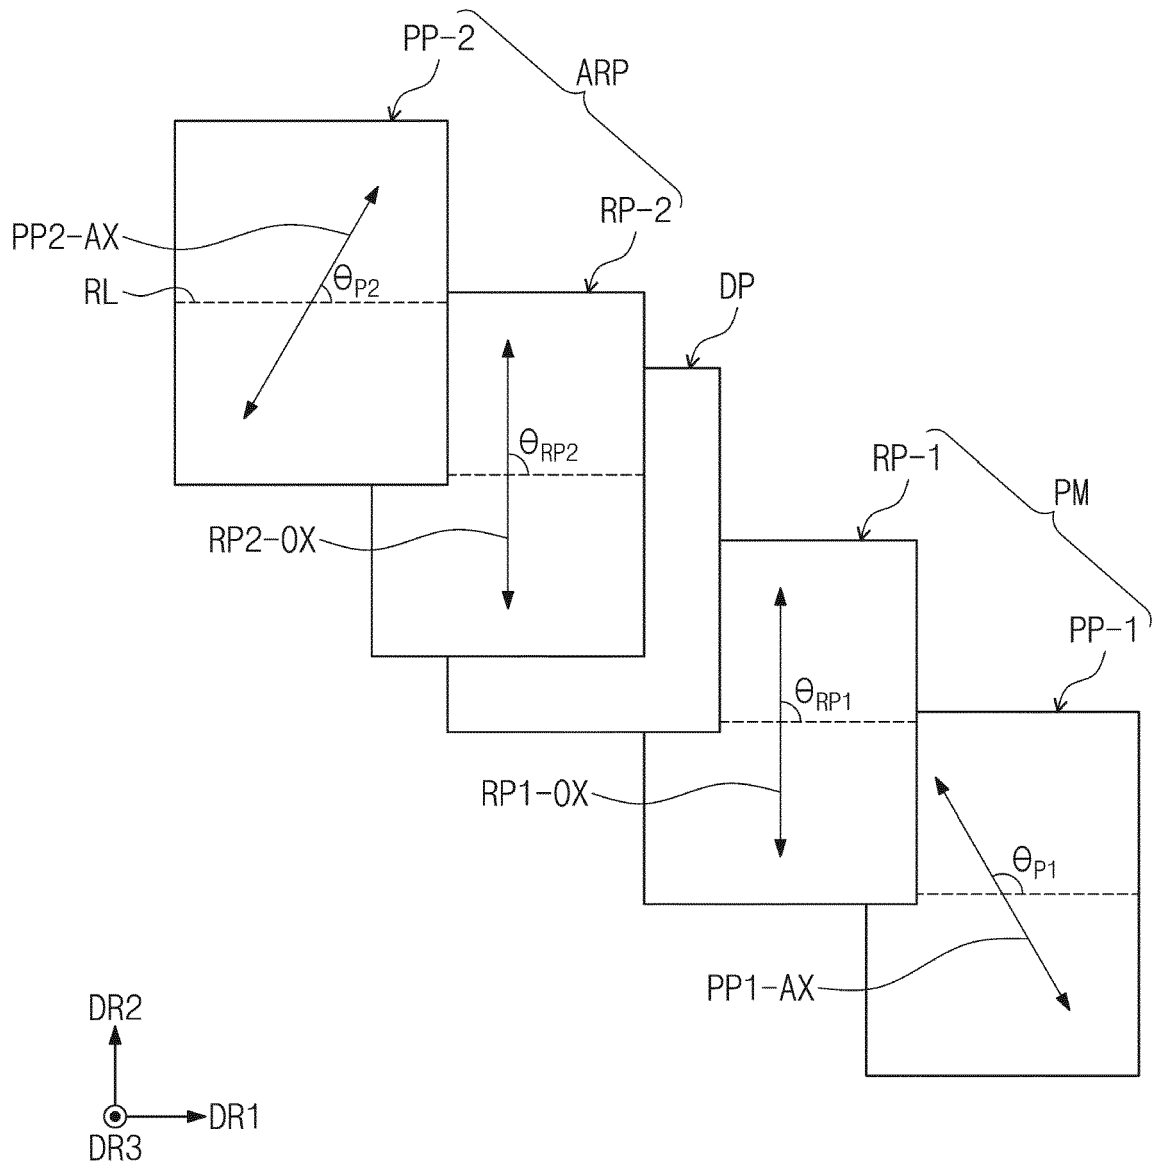 PP-2
ARP
RP-2
PP2-AX
θP2
RL
DP
θRP2
RP-1
PM
RP2-OX
PP-1
θRP1
RP1-OX
θP1
PP1-AX
DR2
DR1
DR3